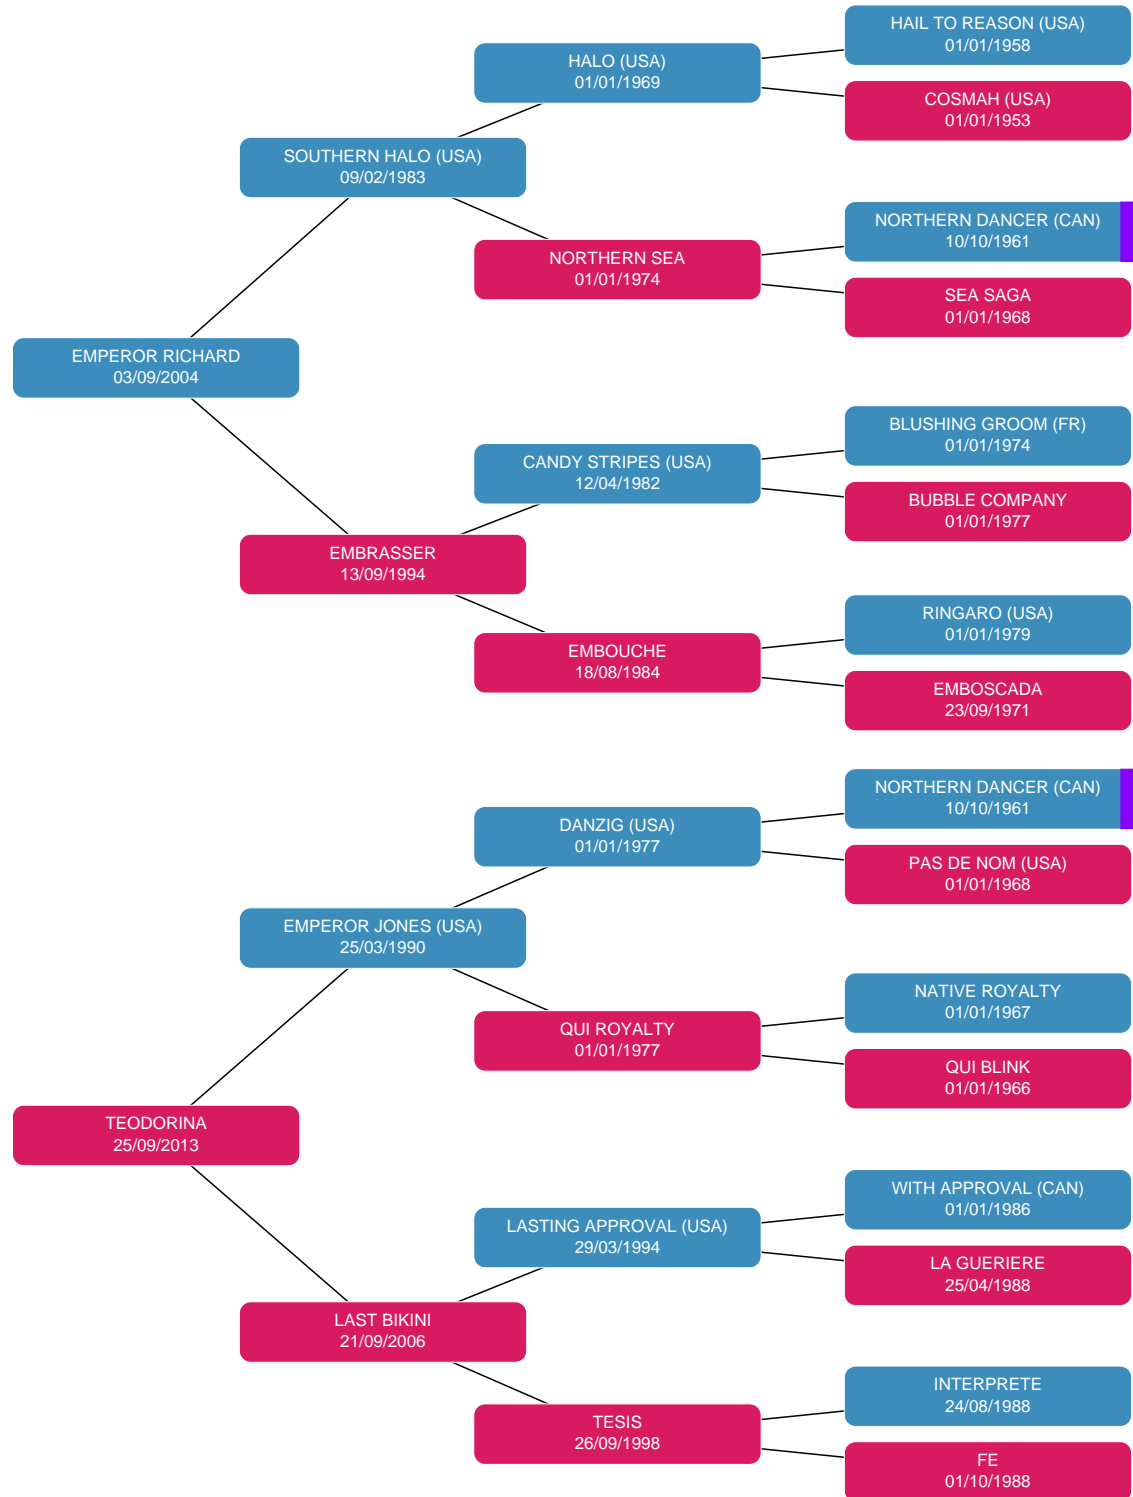 HAIL TO REASON (USA)
01/01/1958
HALO (USA)
01/01/1969
COSMAH (USA)
01/01/1953
SOUTHERN HALO (USA)
09/02/1983
NORTHERN DANCER (CAN)
10/10/1961
NORTHERN SEA
01/01/1974
SEA SAGA
01/01/1968
EMPEROR RICHARD
03/09/2004
BLUSHING GROOM (FR)
01/01/1974
CANDY STRIPES (USA)
12/04/1982
BUBBLE COMPANY
01/01/1977
EMBRASSER
13/09/1994
RINGARO (USA)
01/01/1979
EMBOUCHE
18/08/1984
EMBOSCADA
23/09/1971
NORTHERN DANCER (CAN)
10/10/1961
DANZIG (USA)
01/01/1977
PAS DE NOM (USA)
01/01/1968
EMPEROR JONES (USA)
25/03/1990
NATIVE ROYALTY
01/01/1967
QUI ROYALTY
01/01/1977
QUI BLINK
01/01/1966
TEODORINA
25/09/2013
WITH APPROVAL (CAN)
01/01/1986
LASTING APPROVAL (USA)
29/03/1994
LA GUERIERE
25/04/1988
LAST BIKINI
21/09/2006
INTERPRETE
24/08/1988
TESIS
26/09/1998
FE
01/10/1988